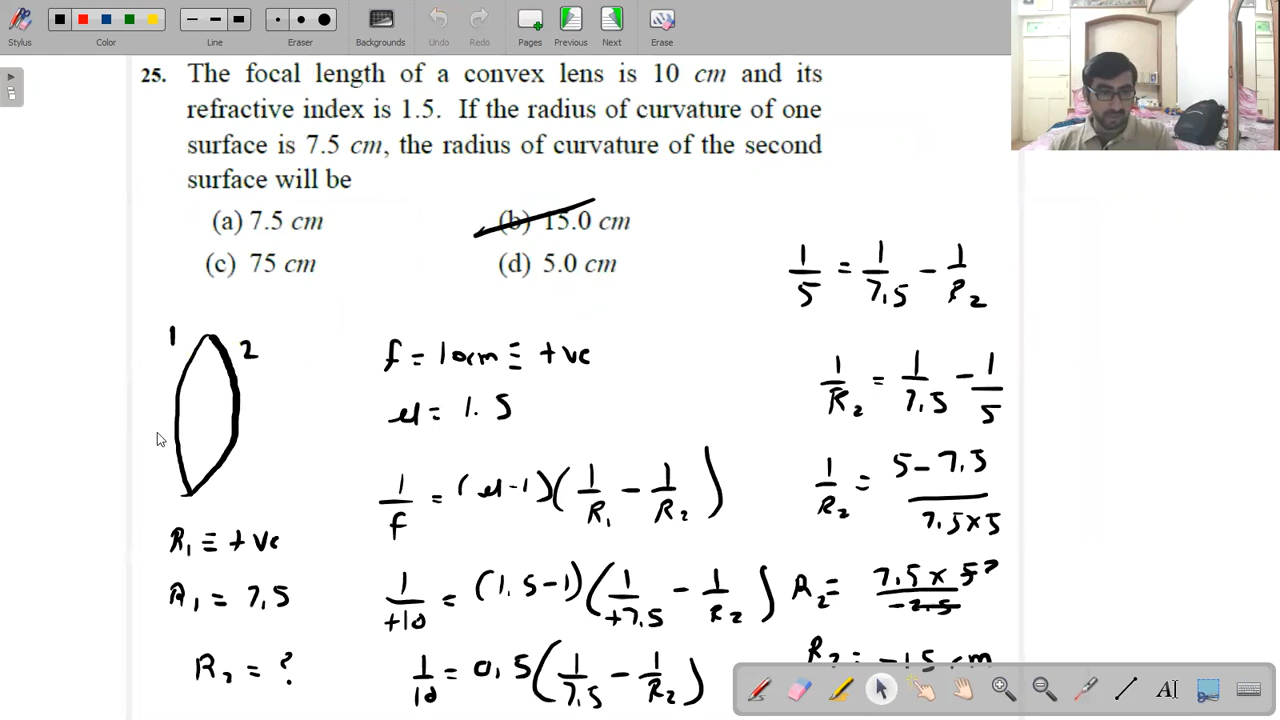 Stylus
Color
Line
Eraser
Backgrounds
Undo
Redo
Pages
Previous
Next
Erase
25. The focal length of a convex lens is 10 cm and its
refractive index is 1.5. If the radius of curvature of one
surface is 7.5 cm, the radius of curvature of the second
surface will be
(a) 7.5 cm
(b) 15.0 cm
(c) 75 cm
(d) 5.0 cm
1 2
R₁ ≡ +ve
R₁ = 7.5
R₂ = ?
f = 10cm ≡ +ve
μ = 1.5
1/f = (μ-1)(1/R₁ - 1/R₂)
1/+10 = (1.5-1)(1/+7.5 - 1/R₂)
1/10 = 0.5(1/7.5 - 1/R₂)
1/5 = 1/7.5 - 1/R₂
1/R₂ = 1/7.5 - 1/5
1/R₂ = 5-7.5/7.5×5
R₂ = 7.5×5/-2.5
R₂ = -15 cm